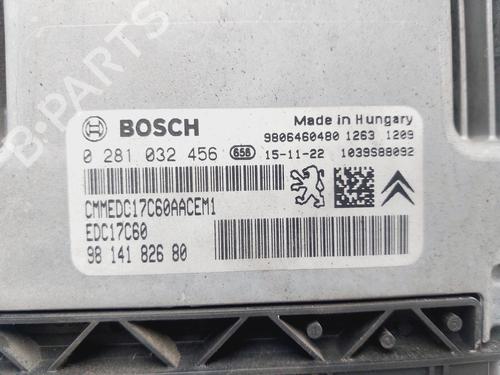 B-PARTS
BOSCH
Made in Hungary
9806460480 1263 1209
0 281 032 456 656 15-11-22 1039S88092
CMMEDC17C60AACEM1
EDC17C60
98 141 826 80